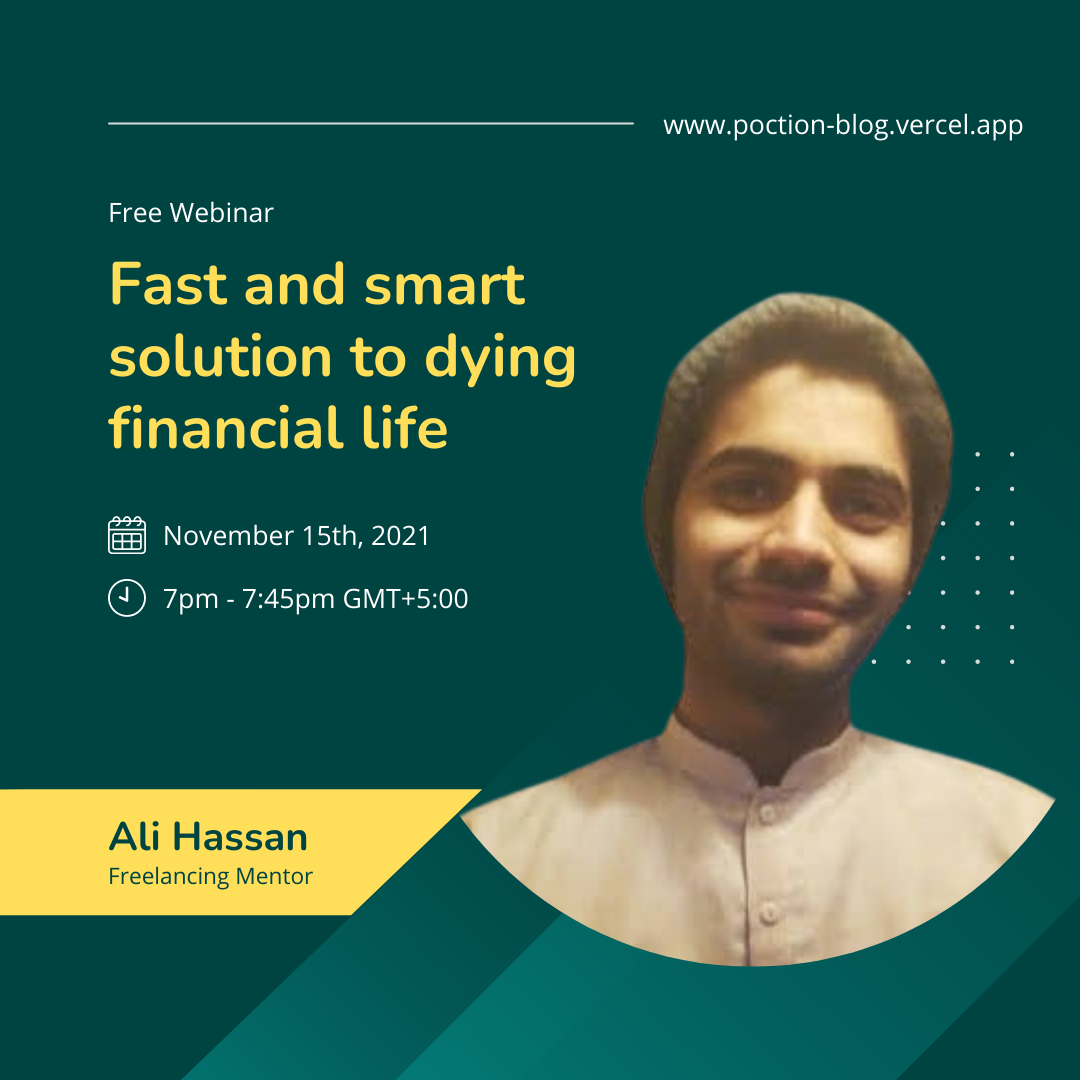 www.poction-blog.vercel.app
Free Webinar
Fast and smart
solution to dying
financial life
November 15th, 2021
7pm - 7:45pm GMT+5:00
Ali Hassan
Freelancing Mentor